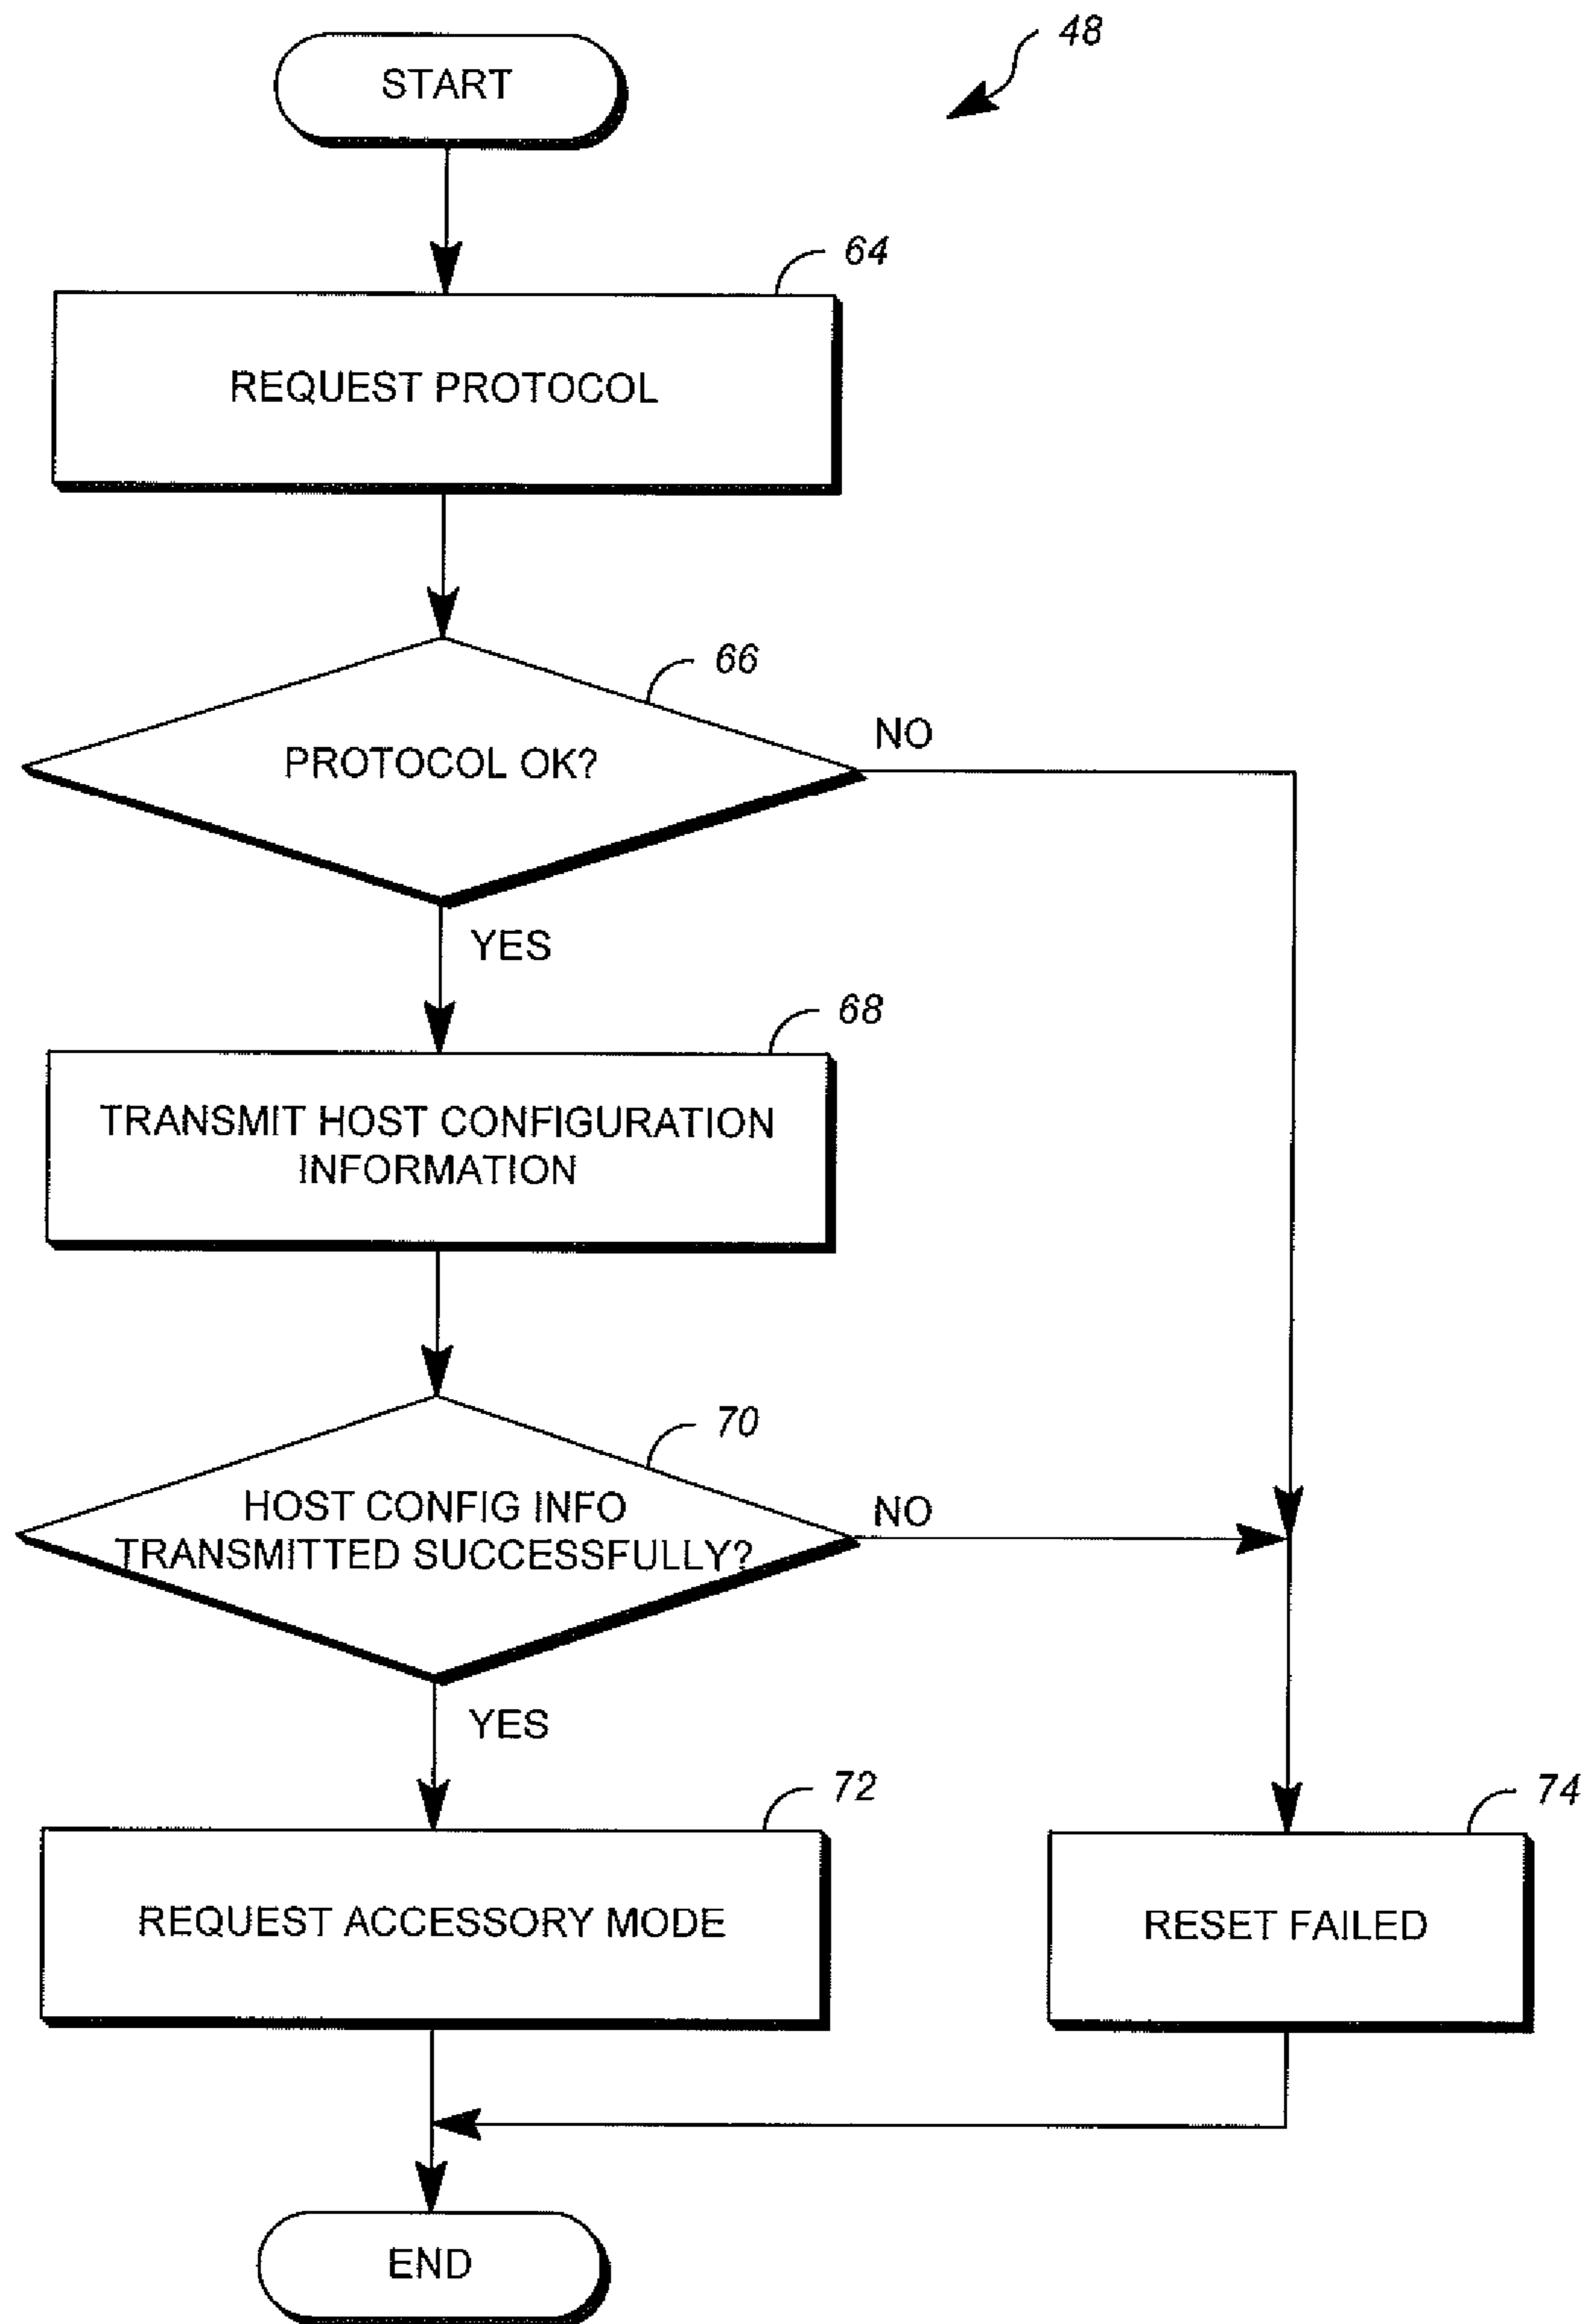 48
START
64
REQUEST PROTOCOL
66
PROTOCOL OK?
NO
YES
68
TRANSMIT HOST CONFIGURATION
INFORMATION
70
HOST CONFIG INFO
TRANSMITTED SUCCESSFULLY?
NO
YES
72
REQUEST ACCESSORY MODE
74
RESET FAILED
END